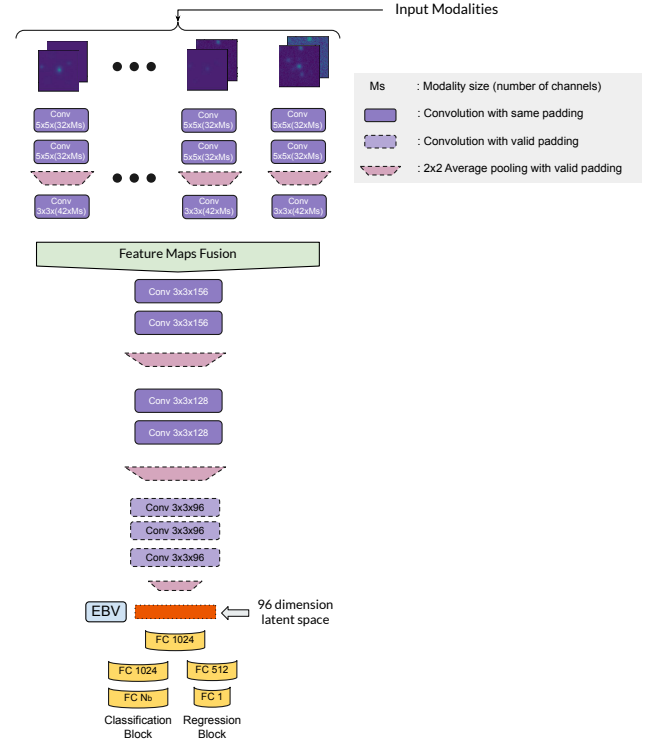 Input Modalities
Ms : Modality size (number of channels)
: Convolution with same padding
: Convolution with valid padding
: 2x2 Average pooling with valid padding
Conv
5x5x(32xMs)
Conv
5x5x(32xMs)
Conv
5x5x(32xMs)
Conv
5x5x(32xMs)
Conv
5x5x(32xMs)
Conv
5x5x(32xMs)
Conv
3x3x(42xMs)
Conv
3x3x(42xMs)
Conv
3x3x(42xMs)
Feature Maps Fusion
Conv 3x3x156
Conv 3x3x156
Conv 3x3x128
Conv 3x3x128
Conv 3x3x96
Conv 3x3x96
Conv 3x3x96
EBV
96 dimension
latent space
FC 1024
FC 1024
FC 512
FC Nb
FC 1
Classification
Block
Regression
Block